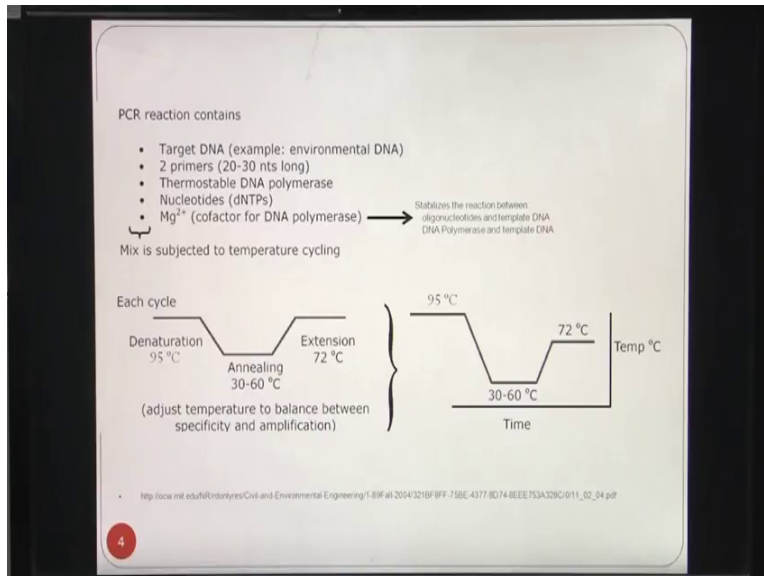 PCR reaction contains
• Target DNA (example: environmental DNA)
• 2 primers (20-30 nts long)
• Thermostable DNA polymerase
• Nucleotides (dNTPs)
• Mg²⁺ (cofactor for DNA polymerase)
Stabilizes the reaction between
oligonucleotides and template DNA
DNA Polymerase and template DNA
Mix is subjected to temperature cycling
Each cycle
Denaturation
95 °C
Annealing
30-60 °C
Extension
72 °C
(adjust temperature to balance between
specificity and amplification)
95 °C
72 °C
30-60 °C
Temp °C
Time
4